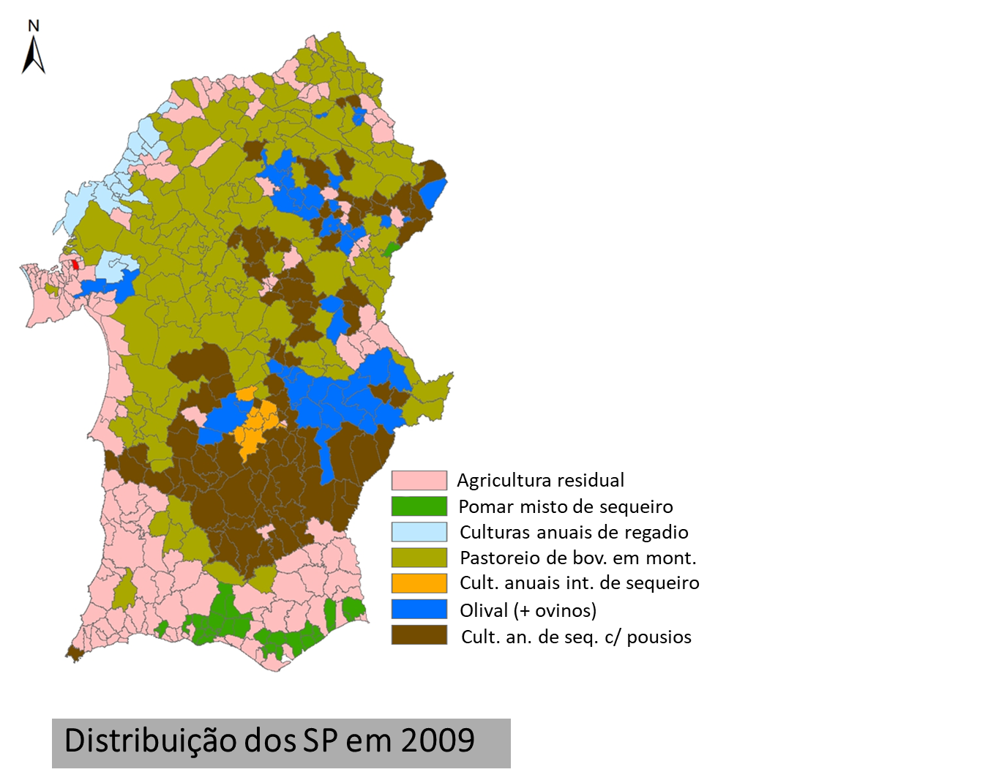 N
Agricultura residual
Pomar misto de sequeiro
Culturas anuais de regadio
Pastoreio de bov. em mont.
Cult. anuais int. de sequeiro
Olival (+ ovinos)
Cult. an. de seq. c/ pousios
Distribuição dos SP em 2009